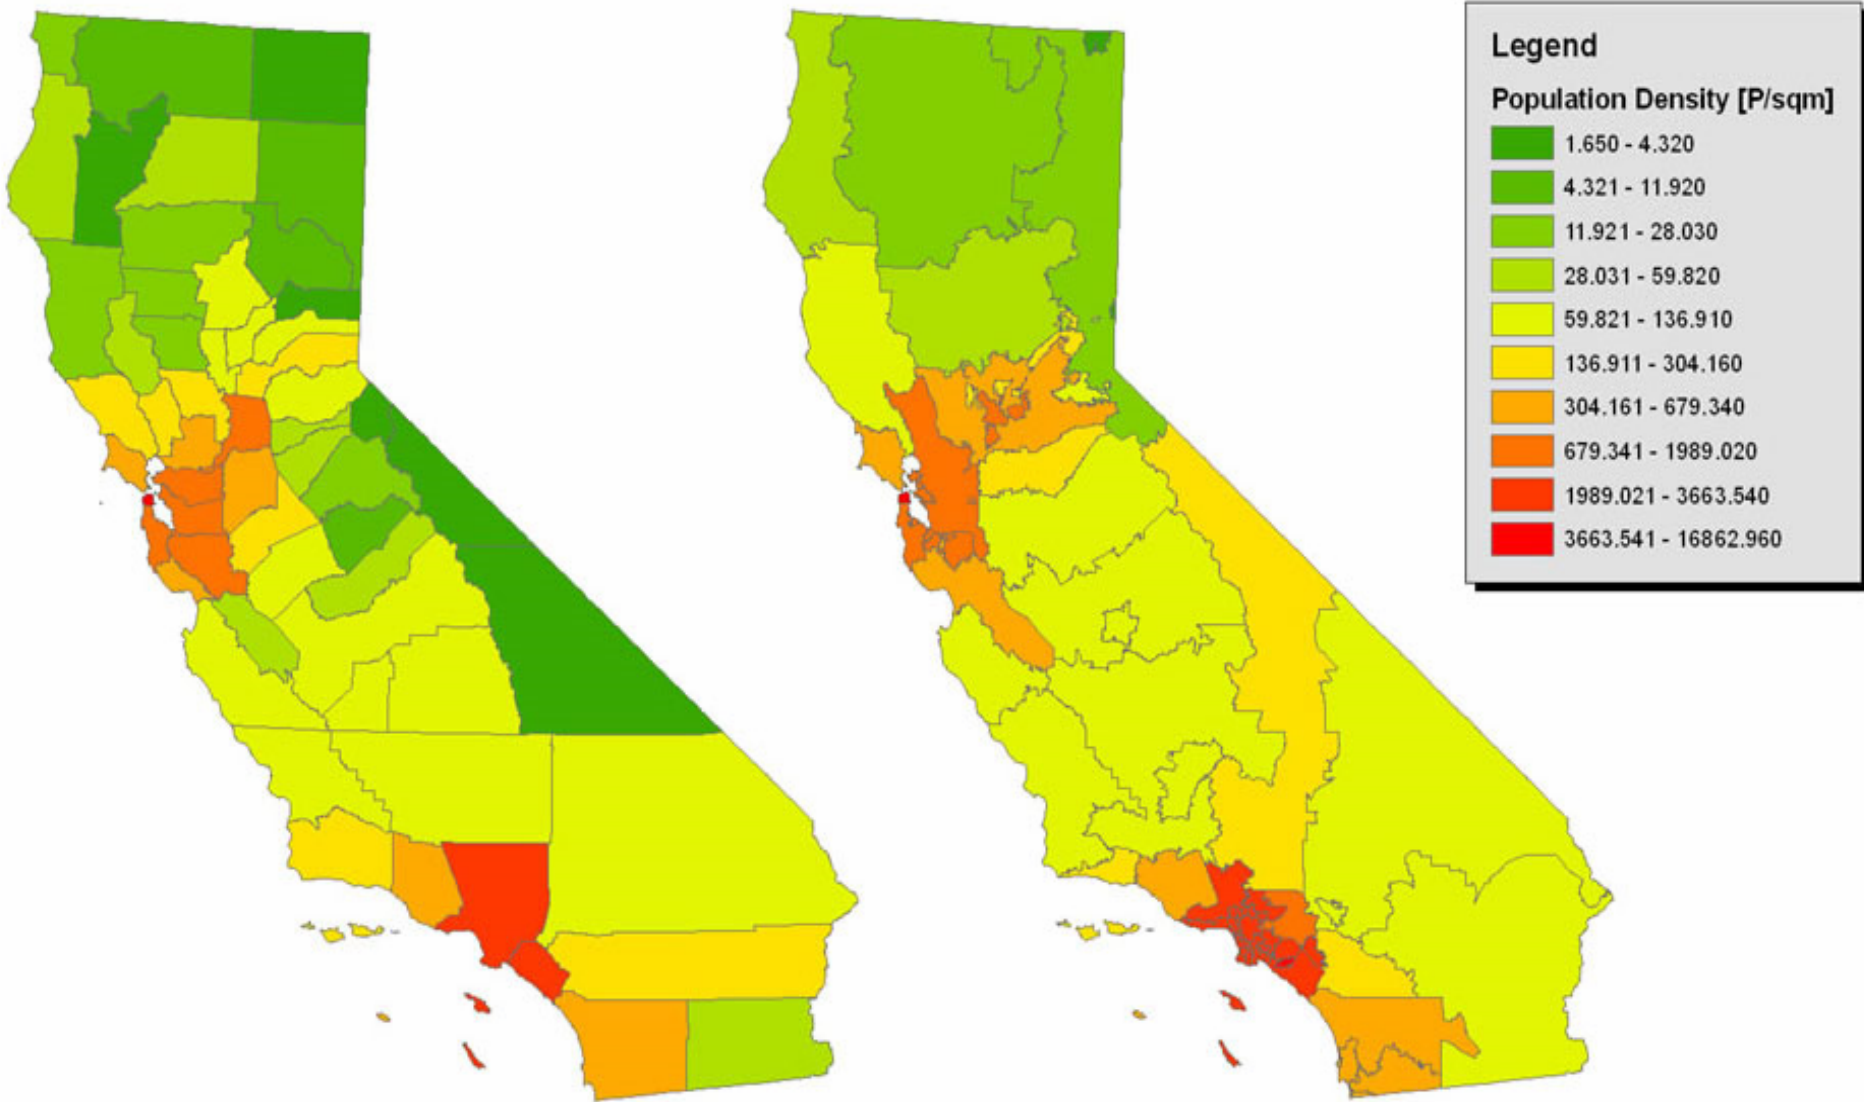 Legend
Population Density [P/sqm]
1.650 - 4.320
4.321 - 11.920
11.921 - 28.030
28.031 - 59.820
59.821 - 136.910
136.911 - 304.160
304.161 - 679.340
679.341 - 1989.020
1989.021 - 3663.540
3663.541 - 16862.960